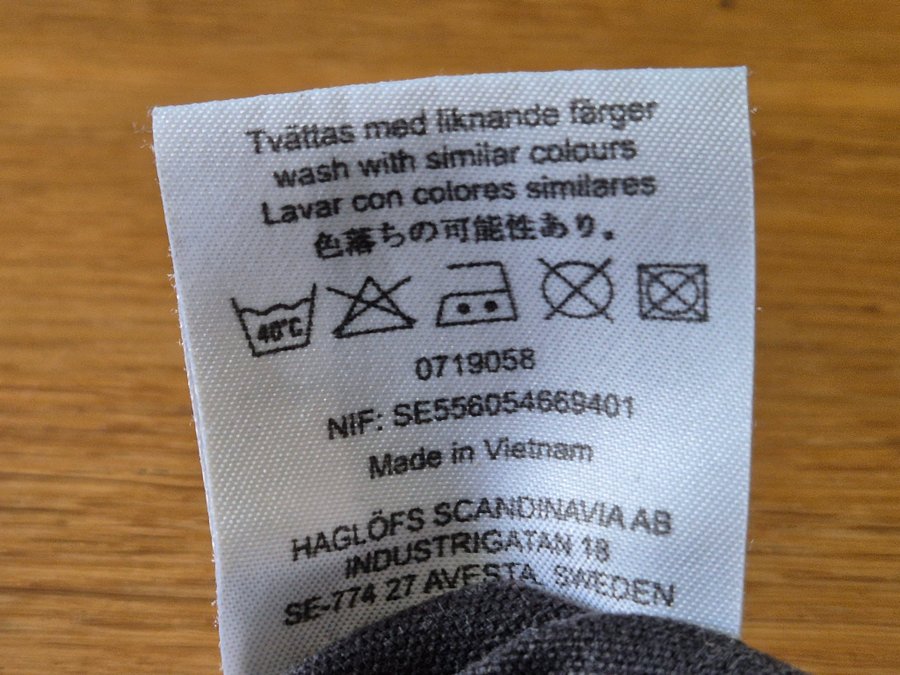 Tvättas med liknande färger
wash with similar colours
Lavar con colores similares
色落ちの可能性あり。
40°C
0719058
NIF: SE556054669401
Made in Vietnam
HAGLÖFS SCANDINAVIA AB
INDUSTRIGATAN 18
SE-774 27 AVESTA, SWEDEN